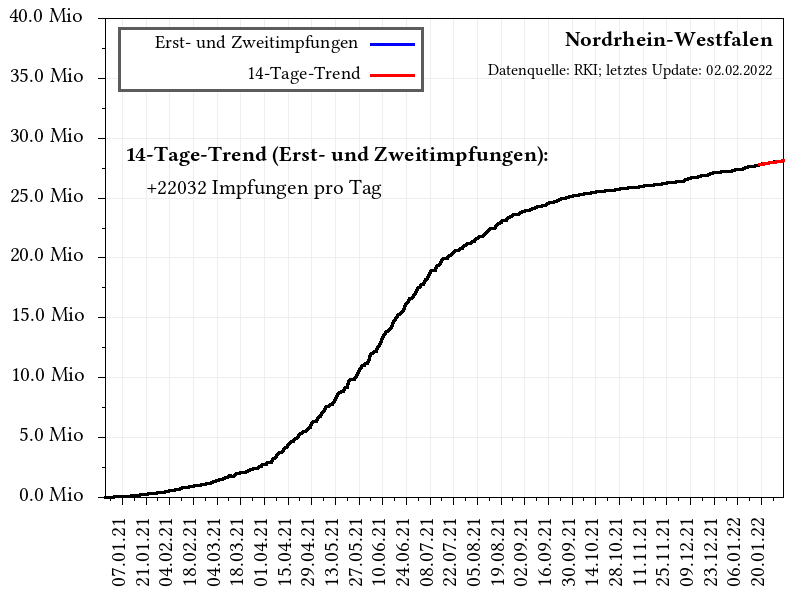 40.0 Mio
35.0 Mio
30.0 Mio
25.0 Mio
20.0 Mio
15.0 Mio
10.0 Mio
5.0 Mio
0.0 Mio
Erst- und Zweitimpfungen
14-Tage-Trend
Nordrhein-Westfalen
Datenquelle: RKI; letztes Update: 02.02.2022
14-Tage-Trend (Erst- und Zweitimpfungen):
+22032 Impfungen pro Tag
07.01.21
21.01.21
04.02.21
18.02.21
04.03.21
18.03.21
01.04.21
15.04.21
29.04.21
13.05.21
27.05.21
10.06.21
24.06.21
08.07.21
22.07.21
05.08.21
19.08.21
02.09.21
16.09.21
30.09.21
14.10.21
28.10.21
11.11.21
25.11.21
09.12.21
23.12.21
06.01.22
20.01.22